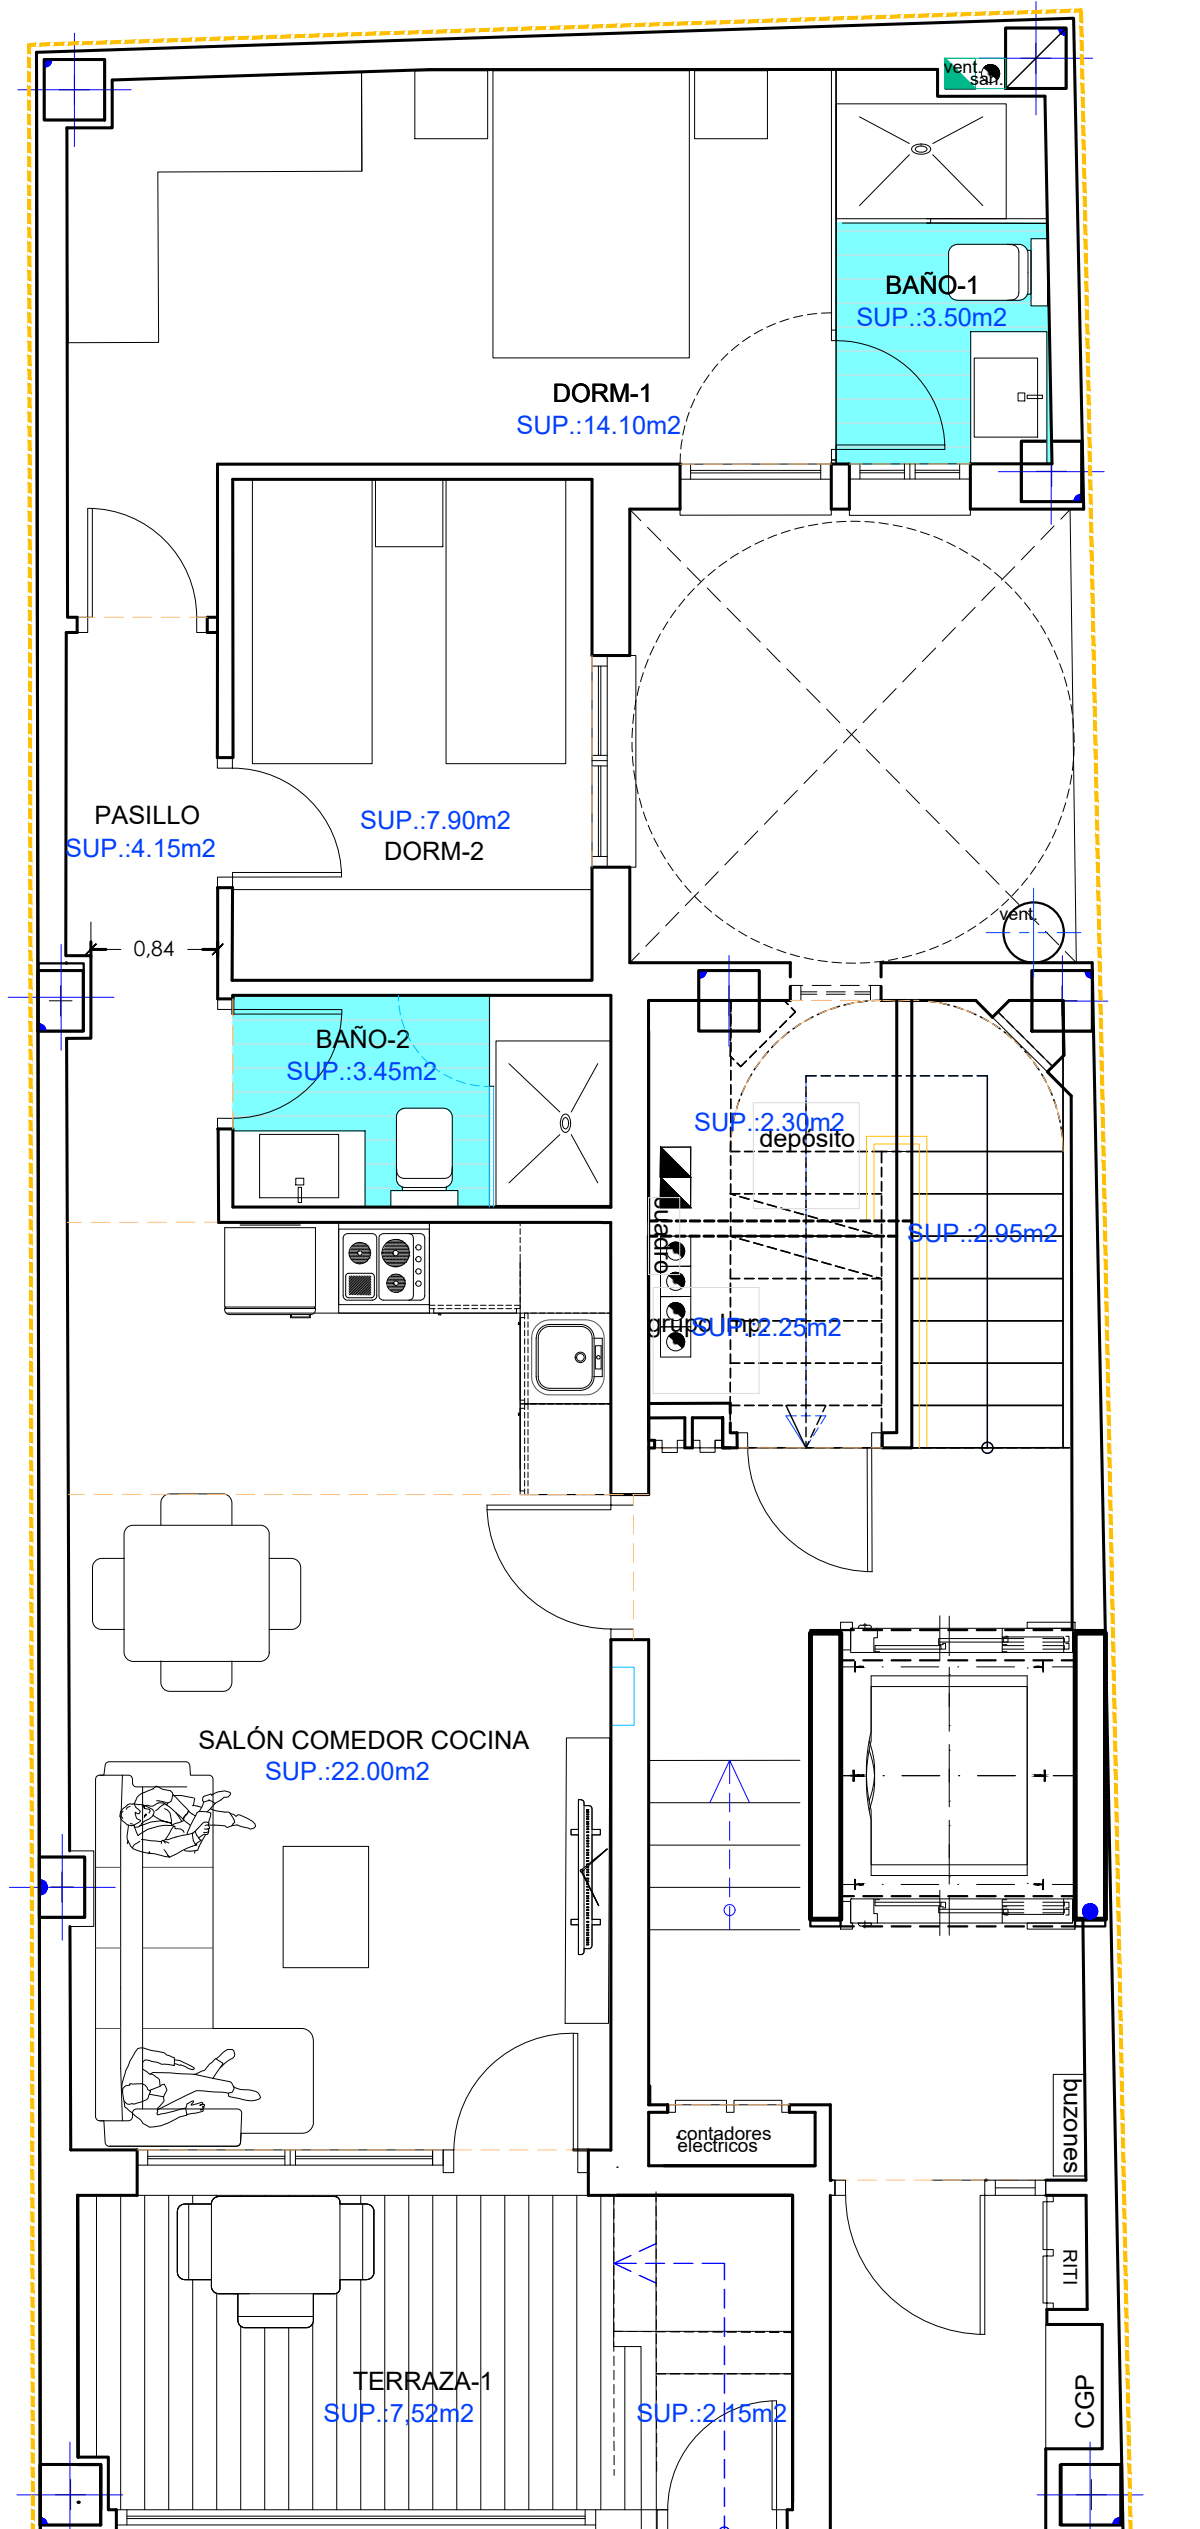 vent.
san.
BAÑO-1
SUP.:3.50m2
DORM-1
SUP.:14.10m2
PASILLO
SUP.:4.15m2
SUP.:7.90m2
DORM-2
vent.
0,84
BAÑO-2
SUP.:3.45m2
SUP.:2.30m2
depósito
cuadro
SUP.:2.95m2
grupo imp.
SUP.:2.25m2
SALÓN COMEDOR COCINA
SUP.:22.00m2
buzones
contadores
eléctricos
RITI
TERRAZA-1
SUP.:7,52m2
SUP.:2.15m2
CGP